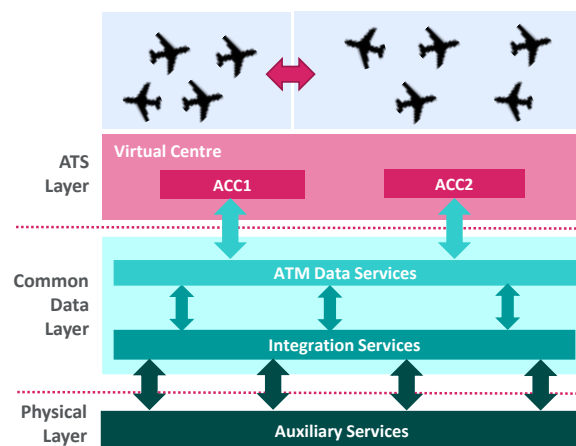 ATS
Layer
Virtual Centre
ACC1
ACC2
Common
Data
Layer
ATM Data Services
Integration Services
Physical
Layer
Auxiliary Services